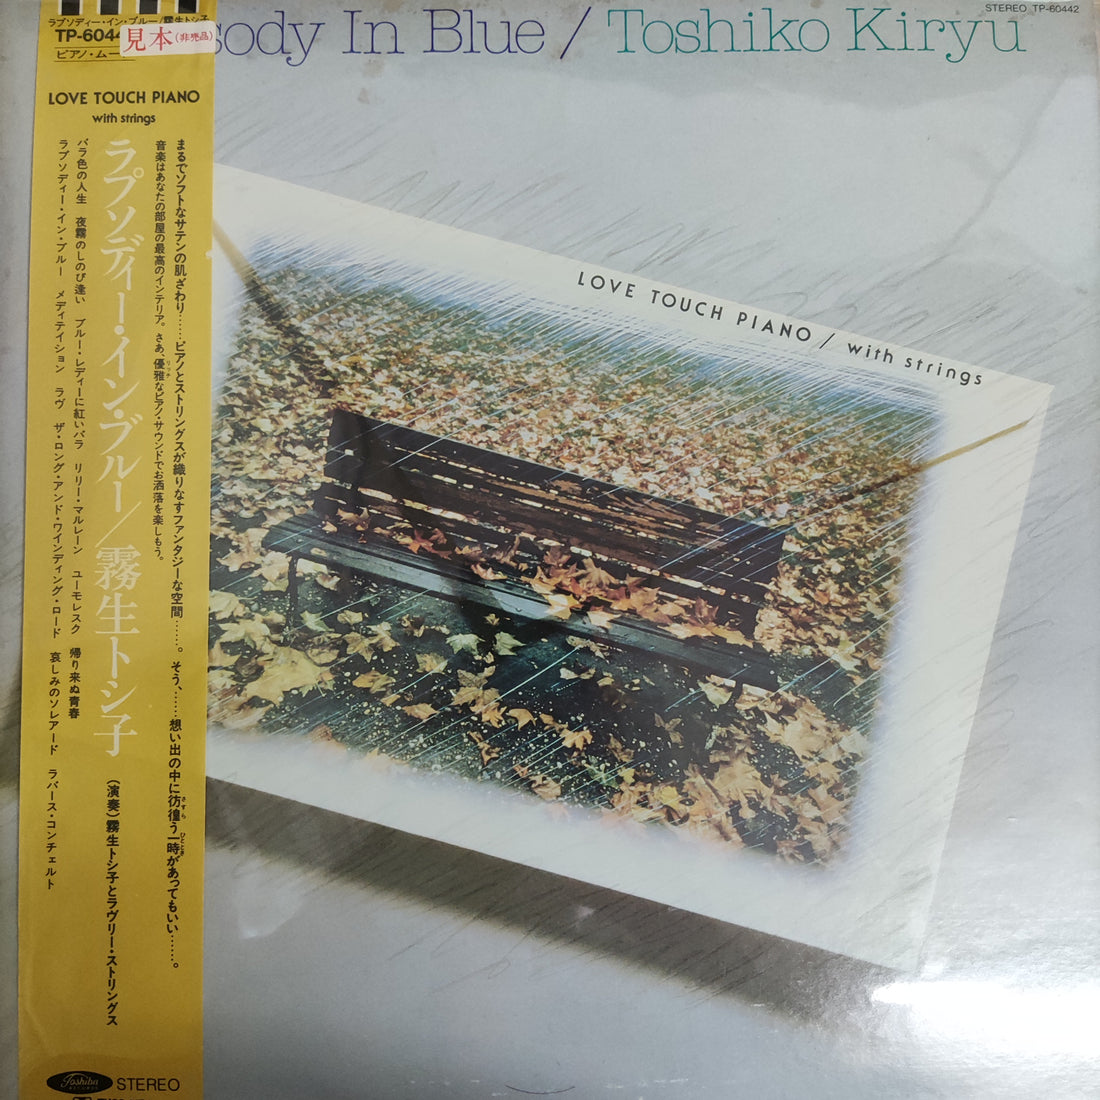 STEREO TP-60442
sody In Blue / Toshiko Kiryu
ラプソディー・イン・ブルー/霧生トシ子
TP-6044
見本(非売品)
ピアノ・ムー
LOVE TOUCH PIANO
with strings
まるでソフトなサテンの肌ざわり……ピアノとストリングスが織りなすファンタジーな空間……。そう、……想い出の中に彷徨う一時があってもいい……。
音楽はあなたの部屋の最高のインテリア。さあ、優雅なピアノ・サウンドでお洒落を楽しもう。
ラプソディー・イン・ブルー/霧生トシ子
(演奏)霧生トシ子とラヴリー・ストリングス
バラ色の人生 夜霧のしのび逢い ブルー・レディーに紅いバラ リリー・マルレーン ユーモレスク 帰り来ぬ青春
ラプソディー・イン・ブルー メディテイション ラヴ ザ・ロング・アンド・ワインディング・ロード 哀しみのソレアード ラバース・コンチェルト
LOVE TOUCH PIANO / with strings
Toshiba
RECORDS
STEREO